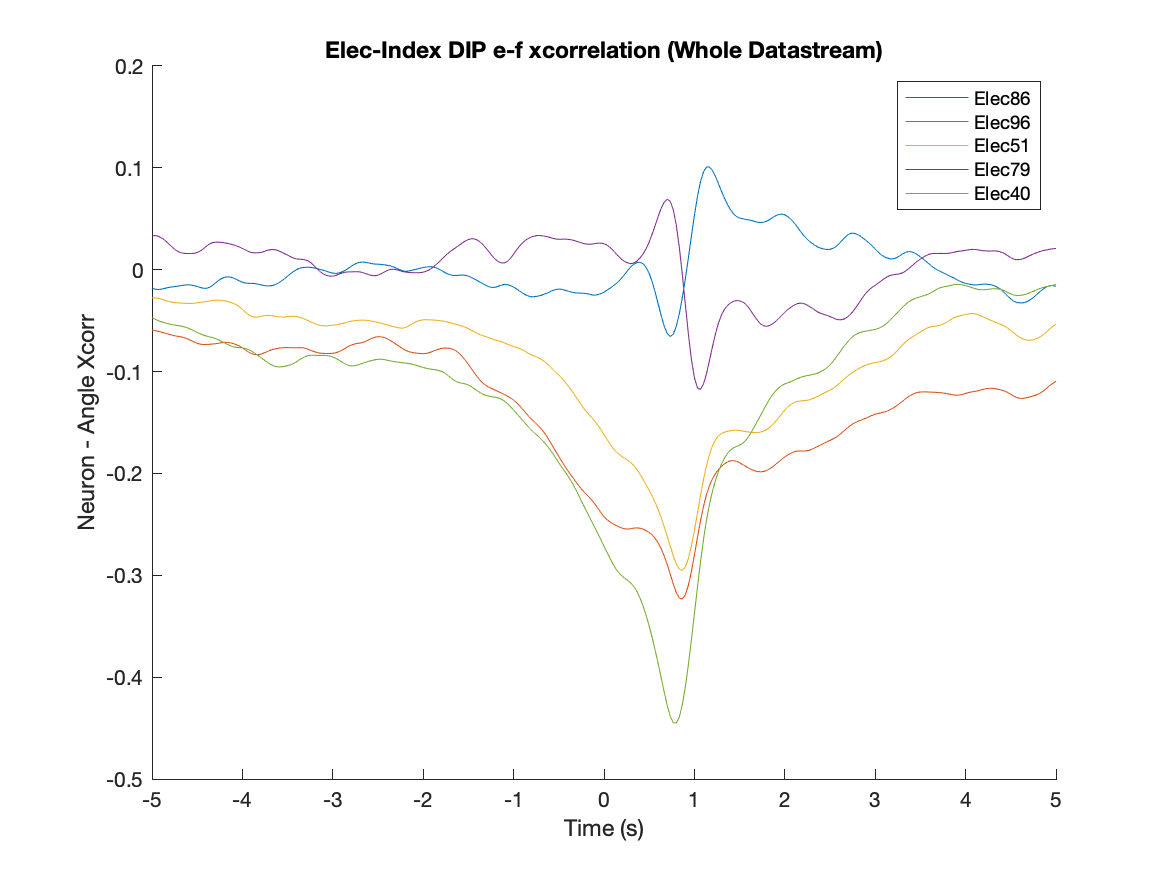 Elec-Index DIP e-f xcorrelation (Whole Datastream)
0.2
0.1
0
-0.1
-0.2
-0.3
-0.4
-0.5
Neuron - Angle Xcorr
Elec86
Elec96
Elec51
Elec79
Elec40
-5 -4 -3 -2 -1 0 1 2 3 4 5
Time (s)